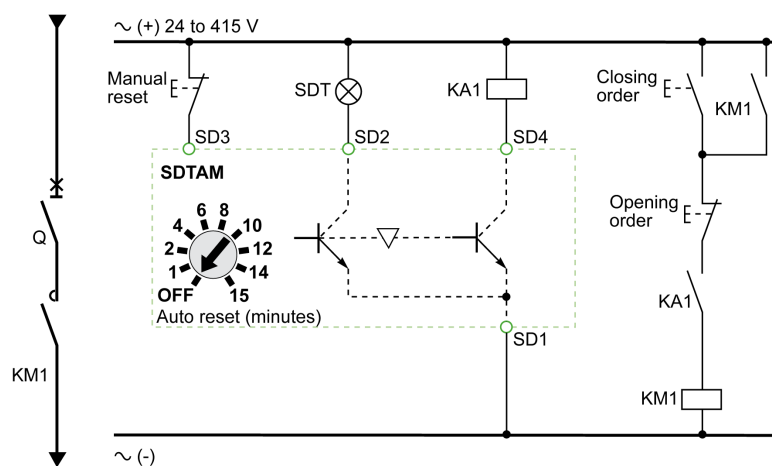 ∼ (+) 24 to 415 V
Manual
reset
SDT
KA1
Closing
order
KM1
SD3
SD2
SD4
SDTAM
Opening
order
6 8
4 10
2 12
1 14
OFF 15
Auto reset (minutes)
Q
KA1
SD1
KM1
KM1
∼ (-)